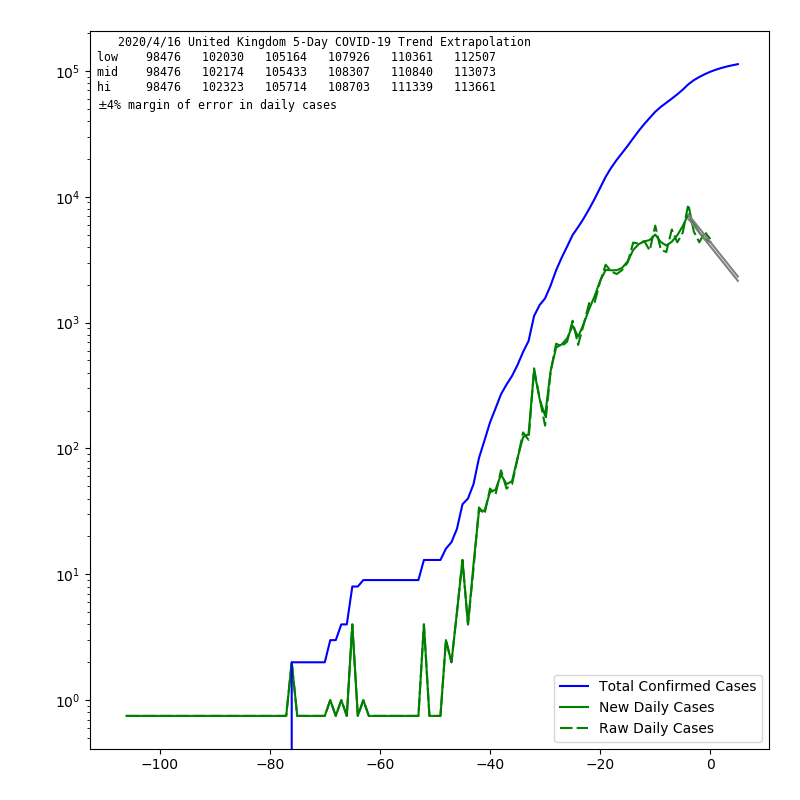 2020/4/16 United Kingdom 5-Day COVID-19 Trend Extrapolation
low 98476 102030 105164 107926 110361 112507
mid 98476 102174 105433 108307 110840 113073
hi 98476 102323 105714 108703 111339 113661
±4% margin of error in daily cases
10⁵
10⁴
10³
10²
10¹
10⁰
Total Confirmed Cases
New Daily Cases
Raw Daily Cases
−100 −80 −60 −40 −20 0